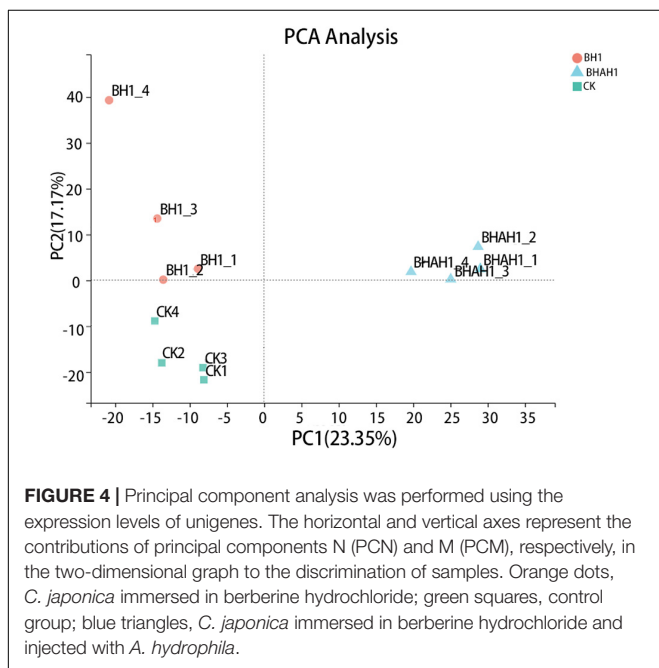 PCA Analysis
BH1
BHAH1
CK
PC2(17.17%)
40
30
20
10
0
-10
-20
BH1_4
BH1_3
BH1_1
BH1_2
CK4
CK2
CK3
CK1
BHAH1_2
BHAH1_1
BHAH1_4
BHAH1_3
-20 -15 -10 -5 0 5 10 15 20 25 30 35
PC1(23.35%)
FIGURE 4 | Principal component analysis was performed using the
expression levels of unigenes. The horizontal and vertical axes represent the
contributions of principal components N (PCN) and M (PCM), respectively, in
the two-dimensional graph to the discrimination of samples. Orange dots,
C. japonica immersed in berberine hydrochloride; green squares, control
group; blue triangles, C. japonica immersed in berberine hydrochloride and
injected with A. hydrophila.